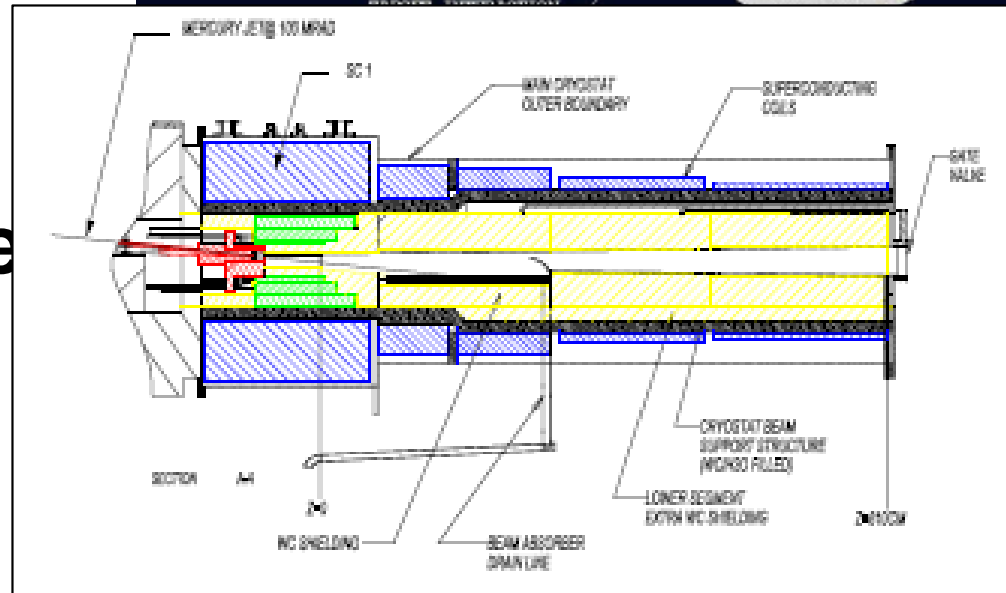 MERCURY JET@ 100 MRAD
SC 1
MAIN CRYOSTAT
OUTER BOUNDARY
SUPERCONDUCTING
COILS
GATE
e
CRYOSTAT BEAM
SUPPORT STRUCTURE
SECTION A-A
Z=0
LOWER SEGMENT
EXTRA WC SHIELDING
WC SHIELDING
BEAM ABSORBER
DRAIN LINE